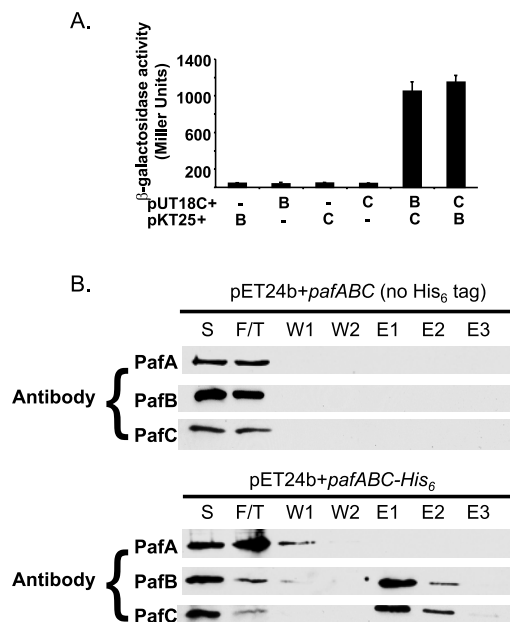 A.
β-galactosidase activity
(Miller Units)
1400
1000
600
200
pUT18C+ - B - C B C
pKT25+ B - C - C B
B.
pET24b+pafABC (no His6 tag)
S F/T W1 W2 E1 E2 E3
Antibody
PafA
PafB
PafC
pET24b+pafABC-His6
S F/T W1 W2 E1 E2 E3
Antibody
PafA
PafB
PafC